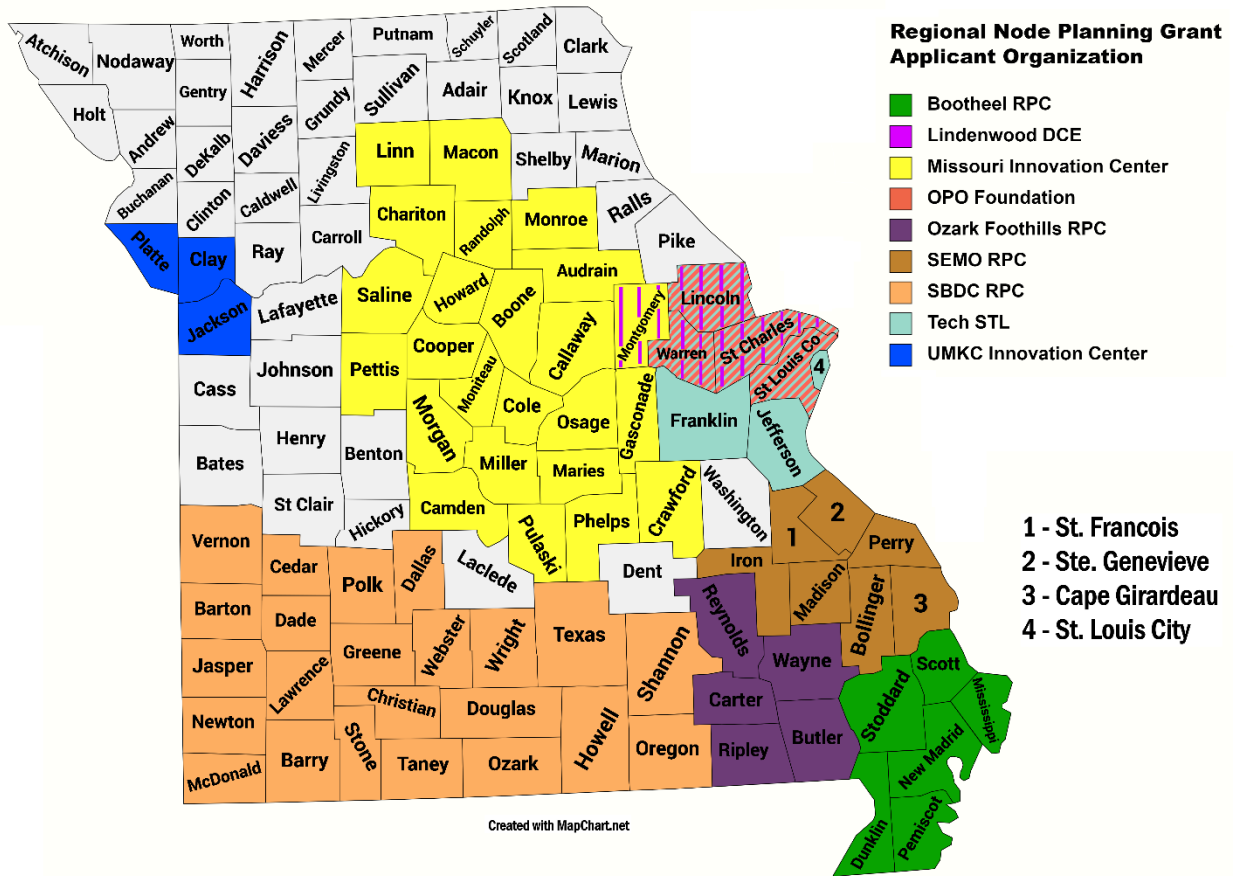 Regional Node Planning Grant
Applicant Organization
Bootheel RPC
Lindenwood DCE
Missouri Innovation Center
OPO Foundation
Ozark Foothills RPC
SEMO RPC
SBDC RPC
Tech STL
UMKC Innovation Center
Atchison
Nodaway
Worth
Harrison
Mercer
Putnam
Schuyler
Scotland
Clark
Holt
Andrew
Gentry
DeKalb
Daviess
Grundy
Sullivan
Adair
Knox
Lewis
Buchanan
Clinton
Caldwell
Livingston
Linn
Macon
Shelby
Marion
Platte
Clay
Ray
Carroll
Chariton
Randolph
Monroe
Ralls
Pike
Jackson
Lafayette
Saline
Howard
Boone
Audrain
Callaway
Montgomery
Lincoln
Warren
St Charles
St Louis Co
4
Cass
Johnson
Pettis
Cooper
Moniteau
Cole
Osage
Gasconade
Franklin
Jefferson
Bates
Henry
Benton
Morgan
Miller
Maries
Crawford
Washington
St Clair
Hickory
Camden
Pulaski
Phelps
1
2
Perry
Vernon
Cedar
Polk
Dallas
Laclede
Dent
Iron
Madison
Bollinger
3
Barton
Dade
Greene
Webster
Wright
Texas
Shannon
Reynolds
Wayne
Scott
Mississippi
Jasper
Lawrence
Christian
Douglas
Howell
Oregon
Carter
Ripley
Butler
Stoddard
New Madrid
Newton
McDonald
Barry
Stone
Taney
Ozark
Dunklin
Pemiscot
1 - St. Francois
2 - Ste. Genevieve
3 - Cape Girardeau
4 - St. Louis City
Created with MapChart.net